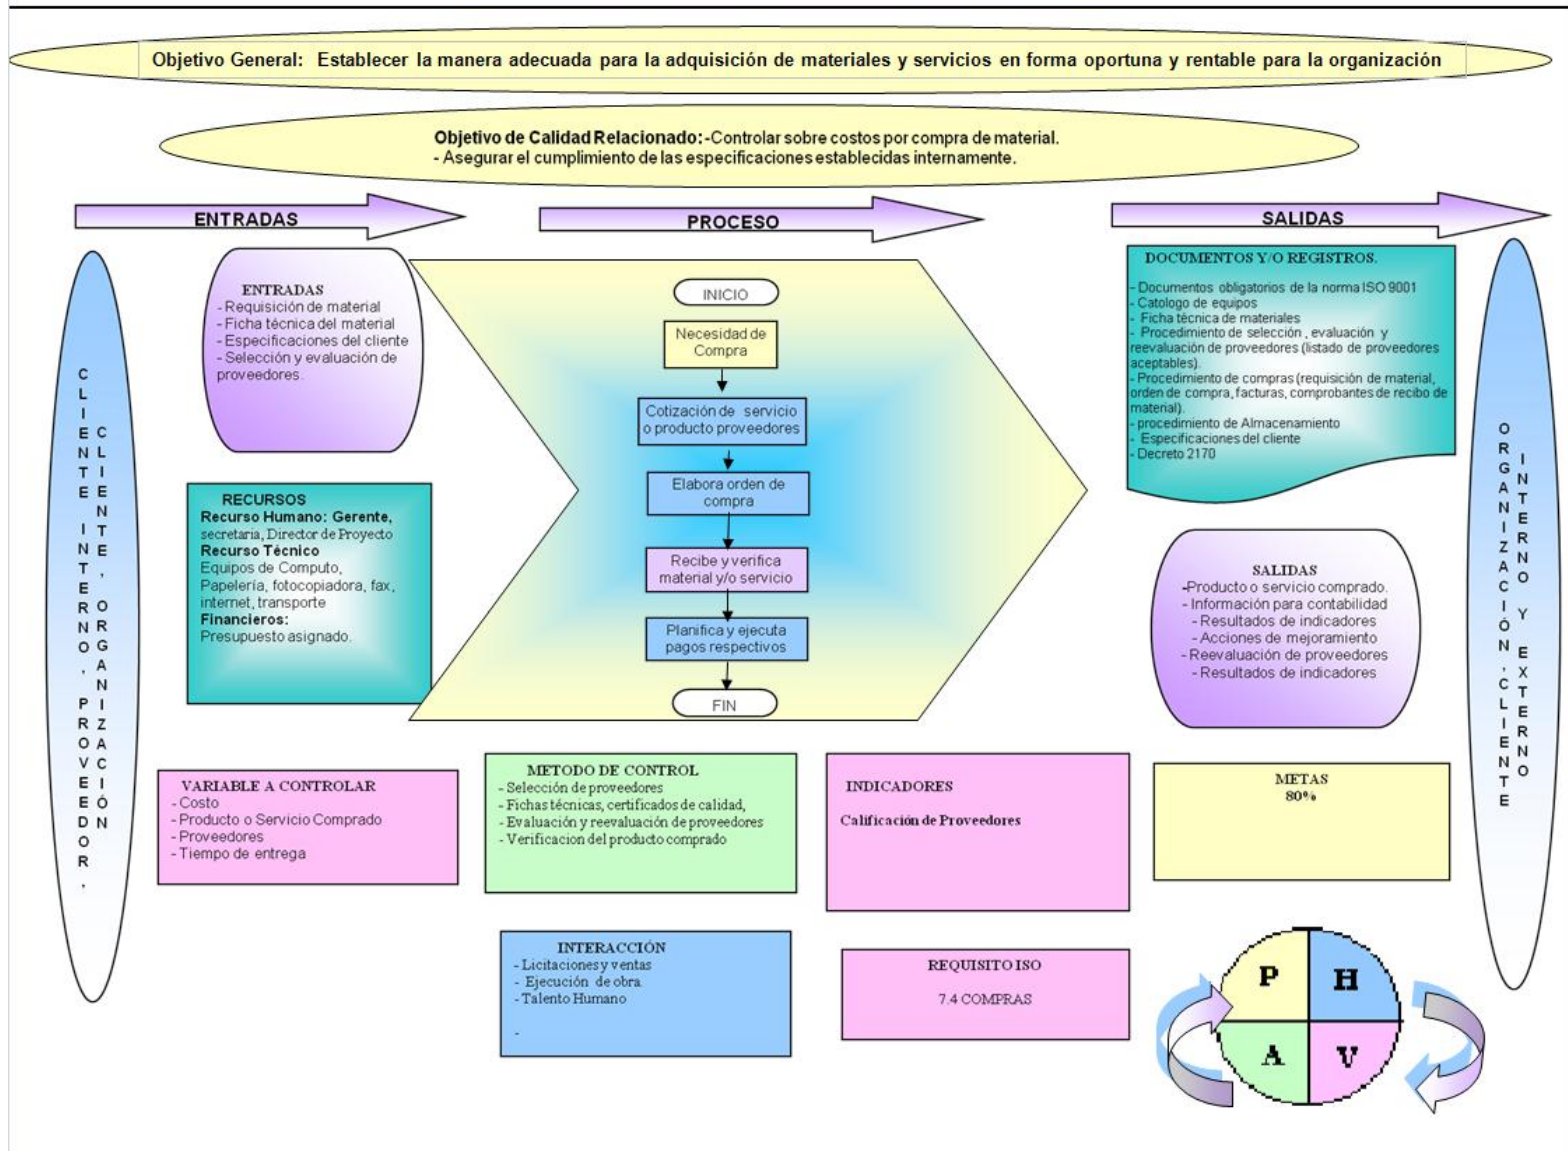 Objetivo General: Establecer la manera adecuada para la adquisición de materiales y servicios en forma oportuna y rentable para la organización
Objetivo de Calidad Relacionado:-Controlar sobre costos por compra de material.
- Asegurar el cumplimiento de las especificaciones establecidas internamente.
ENTRADAS
PROCESO
SALIDAS
CLIENTE INTERNO, PROVEEDOR,
CLIENTE, ORGANIZACIÓN
ENTRADAS
- Requisición de material
- Ficha técnica del material
- Especificaciones del cliente
- Selección y evaluación de
proveedores.
RECURSOS
Recurso Humano: Gerente,
secretaria, Director de Proyecto
Recurso Técnico
Equipos de Computo,
Papelería, fotocopiadora, fax,
internet, transporte
Financieros:
Presupuesto asignado.
INICIO
Necesidad de
Compra
Cotización de servicio
o producto proveedores
Elabora orden de
compra
Recibe y verifica
material y/o servicio
Planifica y ejecuta
pagos respectivos
FIN
DOCUMENTOS Y/O REGISTROS.
- Documentos obligatorios de la norma ISO 9001
- Catologo de equipos
- Ficha técnica de materiales
- Procedimiento de selección , evaluación y
reevaluación de proveedores (listado de proveedores
aceptables).
- Procedimiento de compras (requisición de material,
orden de compra, facturas, comprobantes de recibo de
material).
- procedimiento de Almacenamiento
- Especificaciones del cliente
- Decreto 2170
SALIDAS
-Producto o servicio comprado.
- Información para contabilidad
- Resultados de indicadores
- Acciones de mejoramiento
- Reevaluación de proveedores
- Resultados de indicadores
ORGANIZACIÓN,CLIENTE
INTERNO Y EXTERNO
VARIABLE A CONTROLAR
- Costo
- Producto o Servicio Comprado
- Proveedores
- Tiempo de entrega
METODO DE CONTROL
- Selección de proveedores
- Fichas técnicas, certificados de calidad,
- Evaluación y reevaluación de proveedores
- Verificacion del producto comprado
INDICADORES
Calificación de Proveedores
METAS
80%
INTERACCIÓN
- Licitaciones y ventas
- Ejecución de obra.
- Talento Humano
-
REQUISITO ISO
7.4 COMPRAS
P H
A V